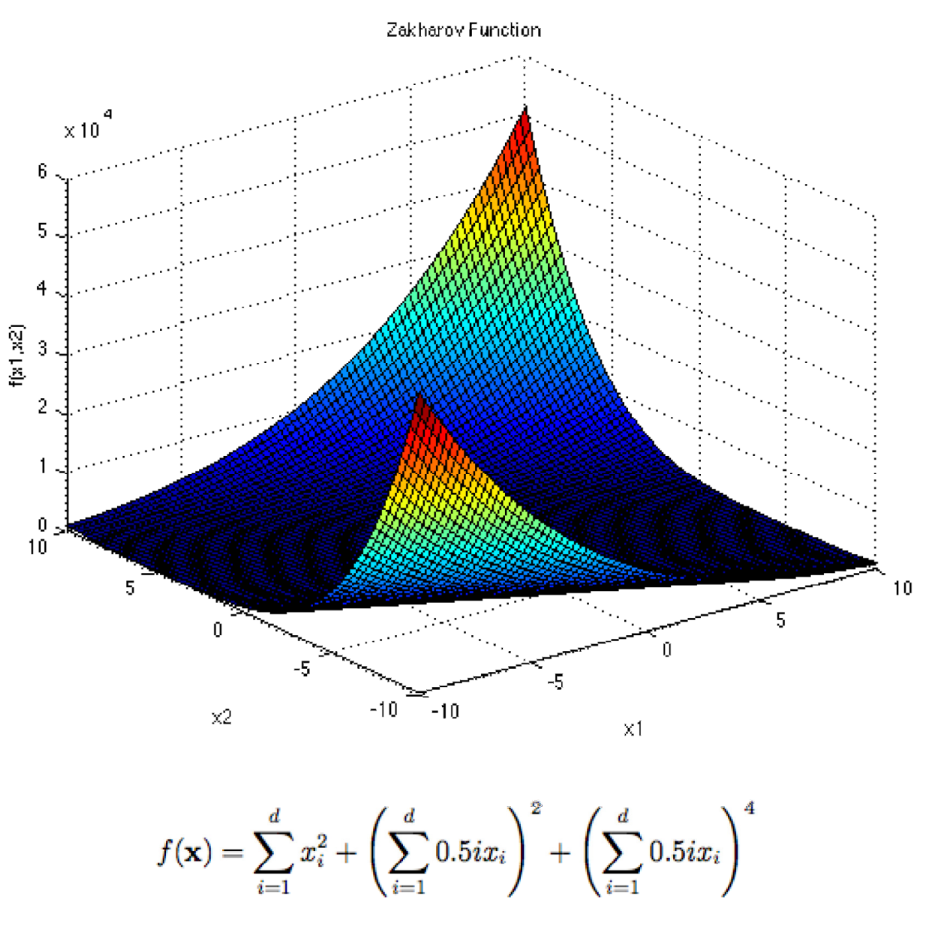 Zakharov Function
x 10^4
6
5
4
3
2
1
0
f(x1,x2)
10
5
0
-5
-10
x2
-10
-5
0
5
10
x1
f(𝐱) = ∑_{i=1}^{d} x_i^2 + (∑_{i=1}^{d} 0.5ix_i)^2 + (∑_{i=1}^{d} 0.5ix_i)^4